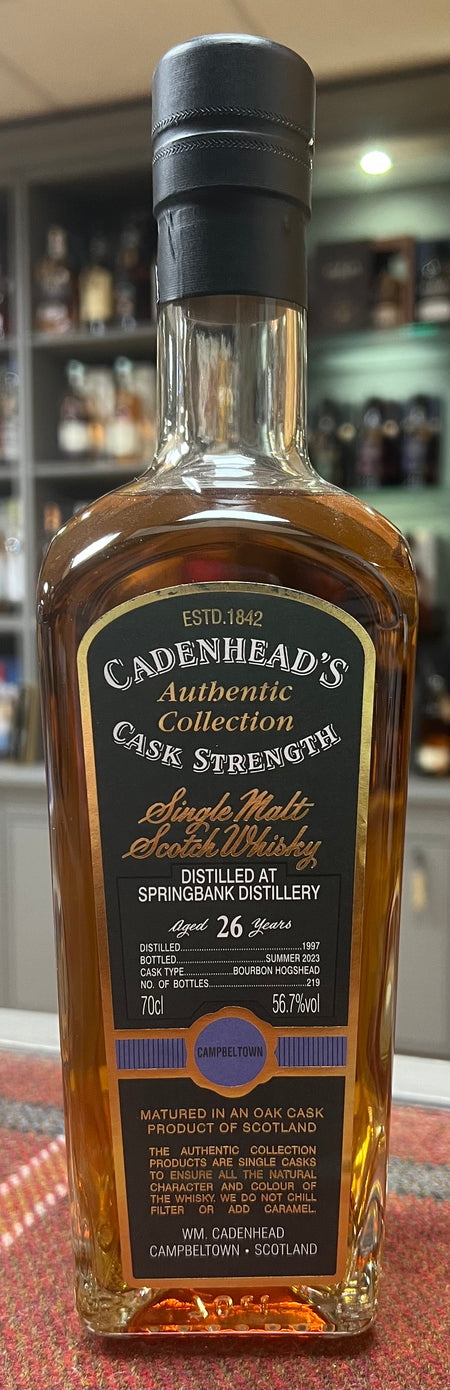 ESTD.1842
CADENHEAD'S
Authentic
Collection
CASK STRENGTH
Single Malt
Scotch Whisky
DISTILLED AT
SPRINGBANK DISTILLERY
Aged 26 Years
DISTILLED..........................................1997
BOTTLED..............................SUMMER 2023
CASK TYPE.....................BOURBON HOGSHEAD
NO. OF BOTTLES...................................219
70cl 56.7%vol
CAMPBELTOWN
MATURED IN AN OAK CASK
PRODUCT OF SCOTLAND
THE AUTHENTIC COLLECTION
PRODUCTS ARE SINGLE CASKS
TO ENSURE ALL THE NATURAL
CHARACTER AND COLOUR OF
THE WHISKY. WE DO NOT CHILL
FILTER OR ADD CARAMEL.
WM. CADENHEAD
CAMPBELTOWN • SCOTLAND